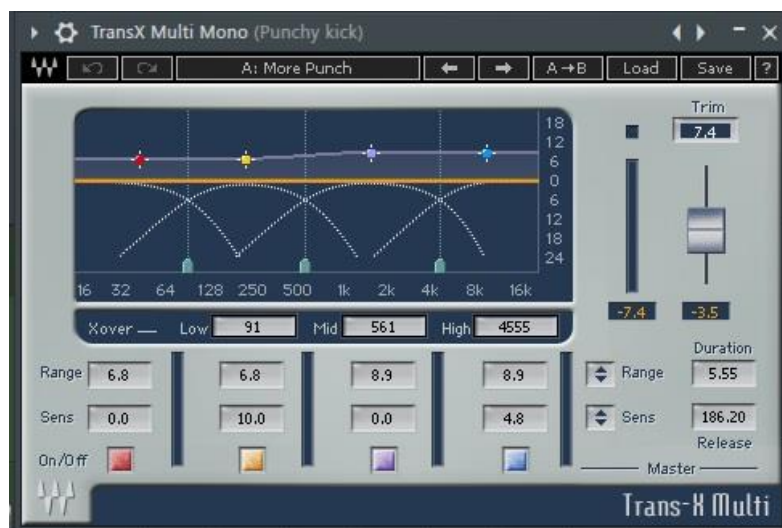 TransX Multi Mono (Punchy kick)
A: More Punch
A→B
Load
Save
?
Trim
7.4
18
12
6
0
6
12
18
24
16 32 64 128 250 500 1k 2k 4k 8k 16k
-7.4 -3.5
Xover Low 91 Mid 561 High 4555
Duration
Range 6.8 6.8 8.9 8.9 Range 5.55
Sens 0.0 10.0 0.0 4.8 Sens 186.20
Release
On/Off
Master
Trans-X Multi